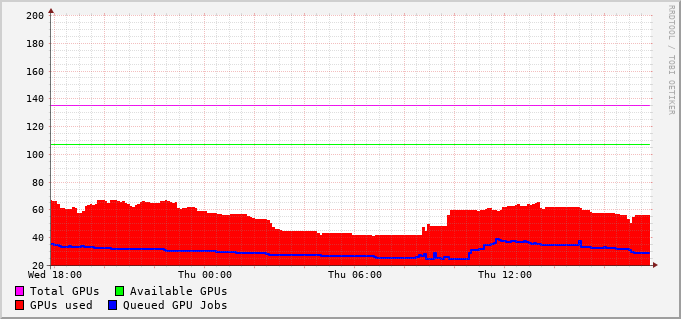 200
180
160
140
120
100
80
60
40
20
Wed 18:00 Thu 00:00 Thu 06:00 Thu 12:00
Total GPUs Available GPUs
GPUs used Queued GPU Jobs
RRDTOOL / TOBI OETIKER